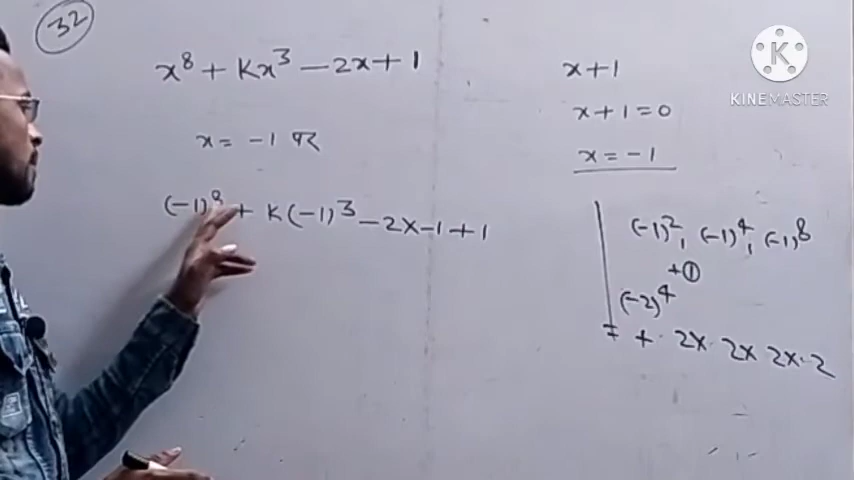 32
x⁸ + Kx³ - 2x + 1
x = -1 पर
(-1)⁸ + K(-1)³ - 2x-1 + 1
x + 1
x + 1 = 0
x = -1
(-1)², (-1)⁴, (-1)⁸
+①
(-2)⁴
= + 2x 2x 2x 2
K
KINEMASTER